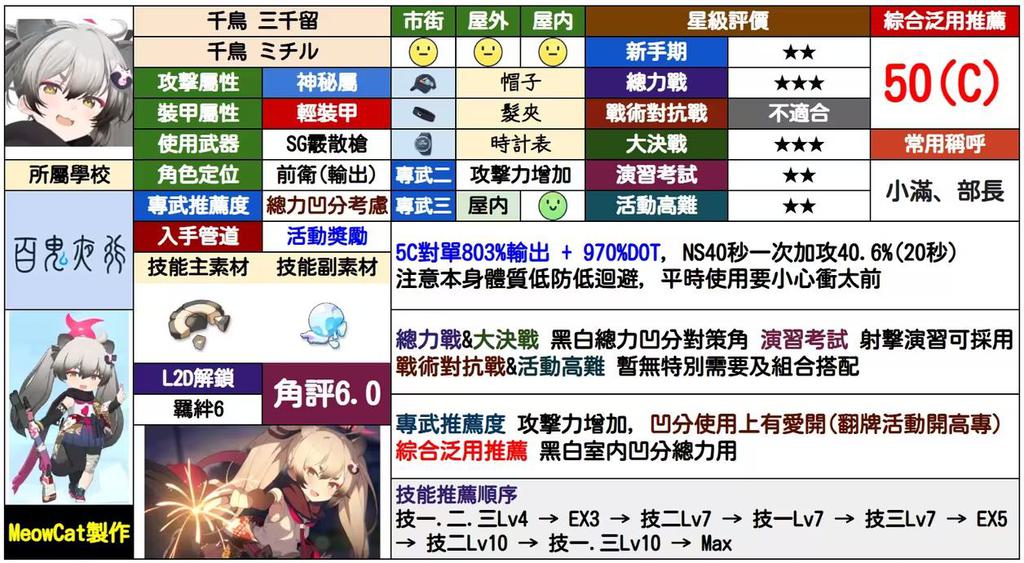 千鳥 三千留
千鳥 ミチル
攻擊屬性 神秘屬
裝甲屬性 輕裝甲
使用武器 SG霰散槍
所屬學校
角色定位 前衛(輸出)
百鬼夜行
專武推薦度 總力凹分考慮
入手管道 活動獎勵
技能主素材 技能副素材
L2D解鎖
羈絆6
角評6.0
MeowCat製作
市街 屋外 屋內
帽子
髮夾
時計表
專武二 攻擊力增加
專武三 屋內
星級評價
新手期 ★★
總力戰 ★★★
戰術對抗戰 不適合
大決戰 ★★★
演習考試 ★★
活動高難 ★★
綜合泛用推薦
50(C)
常用稱呼
小滿、部長
5C對單803%輸出 + 970%DOT, NS40秒一次加攻40.6%(20秒)
注意本身體質低防低迴避, 平時使用要小心衝太前
總力戰&大決戰 黑白總力凹分對策角 演習考試 射擊演習可採用
戰術對抗戰&活動高難 暫無特別需要及組合搭配
專武推薦度 攻擊力增加, 凹分使用上有愛開(翻牌活動開高專)
綜合泛用推薦 黑白室內凹分總力用
技能推薦順序
技一.二.三Lv4 → EX3 → 技二Lv7 → 技一Lv7 → 技三Lv7 → EX5
→ 技二Lv10 → 技一.三Lv10 → Max